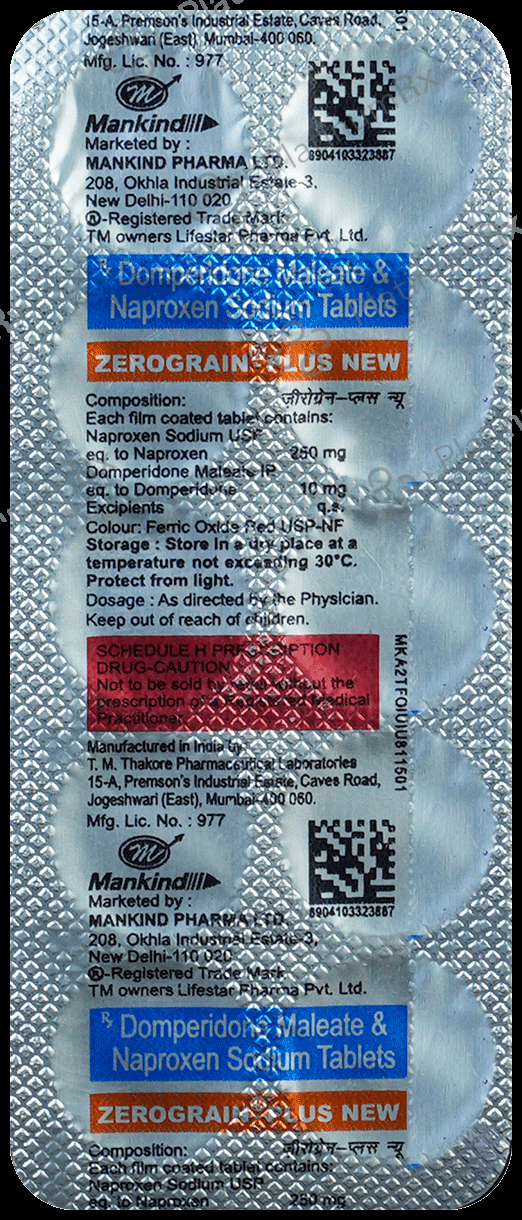 15-A, Premson's Industrial Estate, Caves Road,
Jogeshwari (East), Mumbai-400 060.
Mfg. Lic. No. : 977
Mankind
8904103323887
Marketed by :
MANKIND PHARMA LTD.
208, Okhla Industrial Estate-3,
New Delhi-110 020
®-Registered Trade Mark
TM owners Lifestar Pharma Pvt. Ltd.
Rx Domperidone Maleate &
Naproxen Sodium Tablets
ZEROGRAIN® PLUS NEW
Composition: जीरोग्रेन-प्लस न्यू
Each film coated tablet contains:
Naproxen Sodium USP
eq. to Naproxen 250 mg
Domperidone Maleate IP
eq. to Domperidone 10 mg
Excipients q.s.
Colour: Ferric Oxide Red USP-NF
Storage : Store in a dry place at a
temperature not exceeding 30°C.
Protect from light.
Dosage : As directed by the Physician.
Keep out of reach of children.
SCHEDULE H PRESCRIPTION
DRUG-CAUTION
Not to be sold by retail without the
prescription of a Registered Medical
Practitioner.
Manufactured in India by
T. M. Thakore Pharmaceutical Laboratories
15-A, Premson's Industrial Estate, Caves Road,
Jogeshwari (East), Mumbai-400 060.
Mfg. Lic. No. : 977
Mankind
8904103323887
Marketed by :
MANKIND PHARMA LTD.
208, Okhla Industrial Estate-3,
New Delhi-110 020
®-Registered Trade Mark
TM owners Lifestar Pharma Pvt. Ltd.
Rx Domperidone Maleate &
Naproxen Sodium Tablets
ZEROGRAIN® PLUS NEW
Composition: जीरोग्रेन-प्लस न्यू
Each film coated tablet contains:
Naproxen Sodium USP
eq. to Naproxen 250 mg